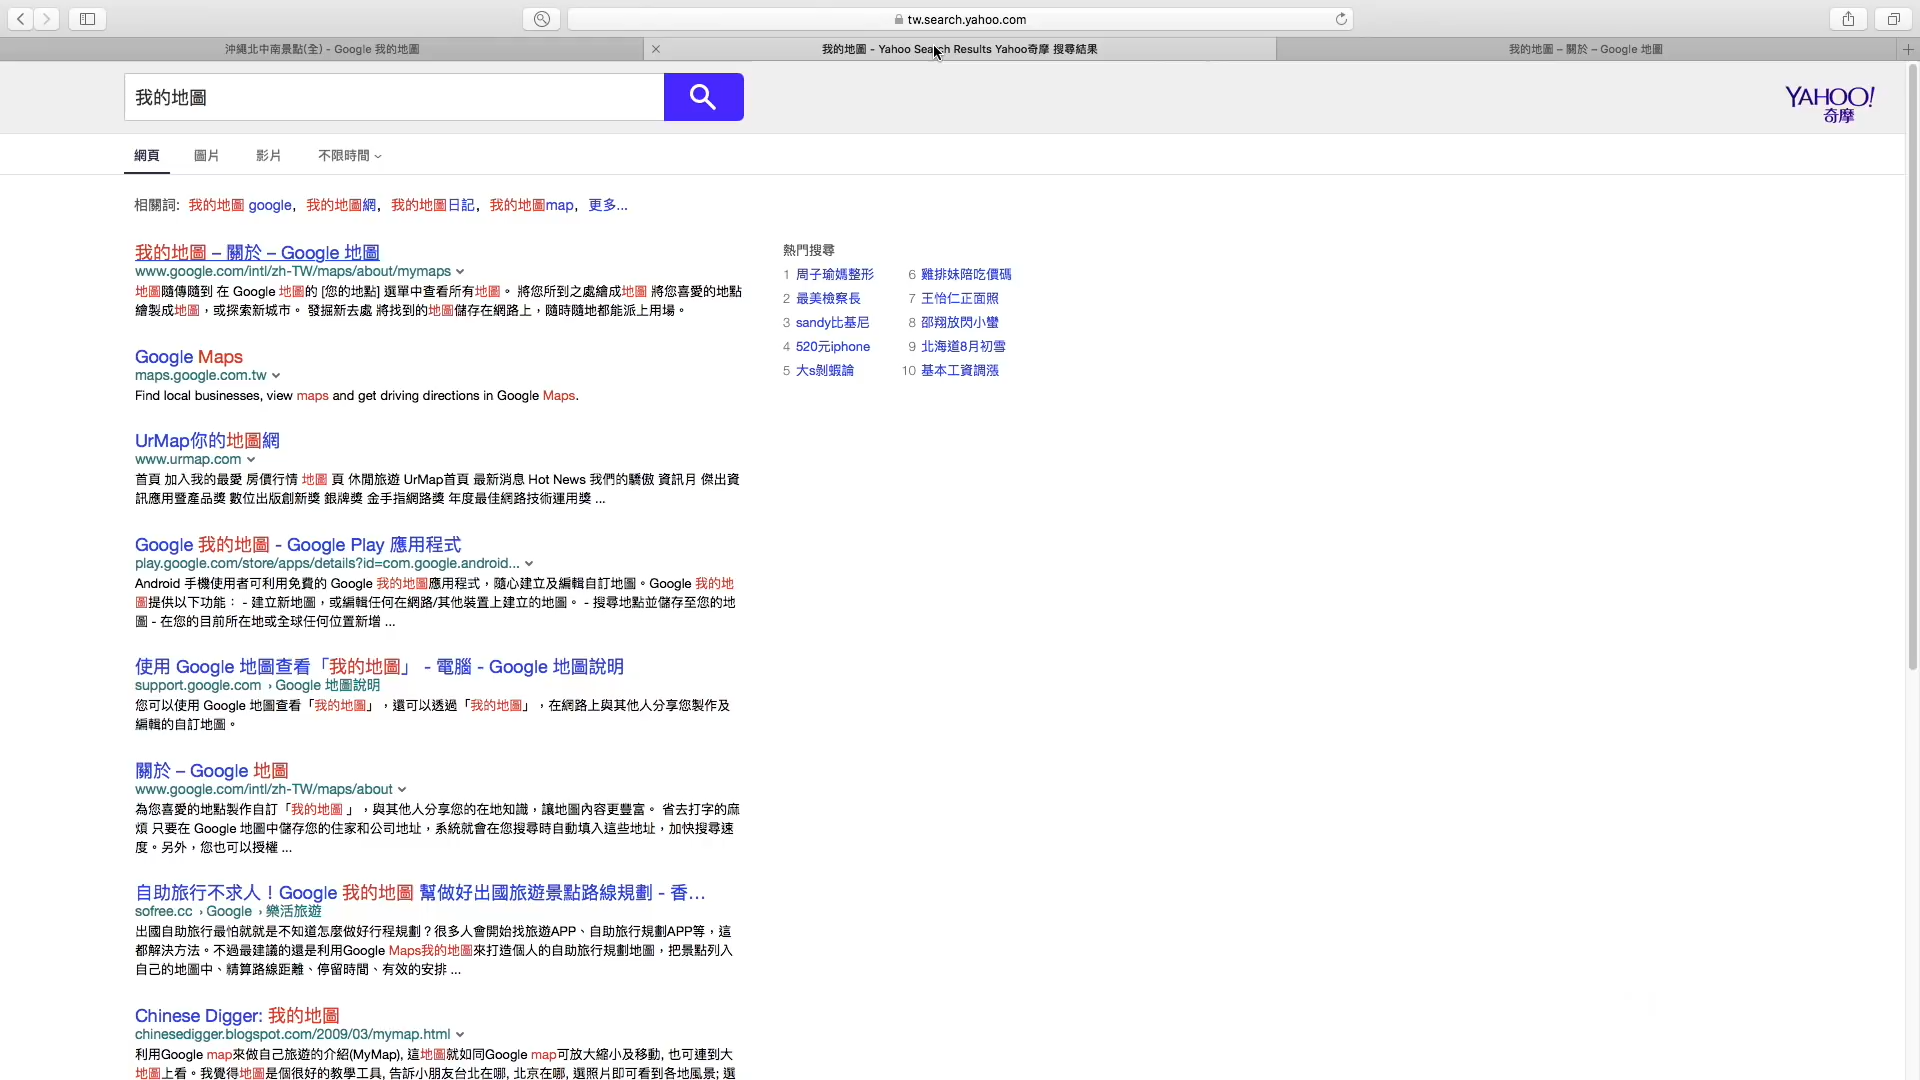 tw.search.yahoo.com
沖繩北中南景點(全) - Google 我的地圖
我的地圖 - Yahoo Search Results Yahoo奇摩 搜尋結果
我的地圖 – 關於 – Google 地圖
我的地圖
YAHOO!
奇摩
網頁 圖片 影片 不限時間
相關詞: 我的地圖 google, 我的地圖網, 我的地圖日記, 我的地圖map, 更多...
我的地圖 – 關於 – Google 地圖
www.google.com/intl/zh-TW/maps/about/mymaps
地圖隨傳隨到 在 Google 地圖的 [您的地點] 選單中查看所有地圖。 將您所到之處繪成地圖 將您喜愛的地點
繪製成地圖，或探索新城市。 發掘新去處 將找到的地圖儲存在網路上，隨時隨地都能派上用場。
Google Maps
maps.google.com.tw
Find local businesses, view maps and get driving directions in Google Maps.
UrMap你的地圖網
www.urmap.com
首頁 加入我的最愛 房價行情 地圖 頁 休閒旅遊 UrMap首頁 最新消息 Hot News 我們的驕傲 資訊月 傑出資
訊應用暨產品獎 數位出版創新獎 銀牌獎 金手指網路獎 年度最佳網路技術運用獎 ...
Google 我的地圖 - Google Play 應用程式
play.google.com/store/apps/details?id=com.google.android...
Android 手機使用者可利用免費的 Google 我的地圖應用程式，隨心建立及編輯自訂地圖。Google 我的地
圖提供以下功能： - 建立新地圖，或編輯任何在網路/其他裝置上建立的地圖。 - 搜尋地點並儲存至您的地
圖 - 在您的目前所在地或全球任何位置新增 ...
使用 Google 地圖查看「我的地圖」 - 電腦 - Google 地圖說明
support.google.com › Google 地圖說明
您可以使用 Google 地圖查看「我的地圖」，還可以透過「我的地圖」，在網路上與其他人分享您製作及
編輯的自訂地圖。
關於 – Google 地圖
www.google.com/intl/zh-TW/maps/about
為您喜愛的地點製作自訂「我的地圖 」，與其他人分享您的在地知識，讓地圖內容更豐富。 省去打字的麻
煩 只要在 Google 地圖中儲存您的住家和公司地址，系統就會在您搜尋時自動填入這些地址，加快搜尋速
度。另外，您也可以授權 ...
自助旅行不求人！Google 我的地圖 幫做好出國旅遊景點路線規劃 - 香…
sofree.cc › Google › 樂活旅遊
出國自助旅行最怕就就是不知道怎麼做好行程規劃？很多人會開始找旅遊APP、自助旅行規劃APP等，這
都解決方法。不過最建議的還是利用Google Maps我的地圖來打造個人的自助旅行規劃地圖，把景點列入
自己的地圖中、精算路線距離、停留時間、有效的安排 ...
Chinese Digger: 我的地圖
chinesedigger.blogspot.com/2009/03/mymap.html
利用Google map來做自己旅遊的介紹(MyMap), 這地圖就如同Google map可放大縮小及移動, 也可連到大
地圖上看。我覺得地圖是個很好的教學工具, 告訴小朋友台北在哪, 北京在哪, 選照片即可看到各地風景; 選
熱門搜尋
1 周子瑜媽整形
2 最美檢察長
3 sandy比基尼
4 520元iphone
5 大s剝蝦論
6 雞排妹陪吃價碼
7 王怡仁正面照
8 邵翔放閃小蠻
9 北海道8月初雪
10 基本工資調漲